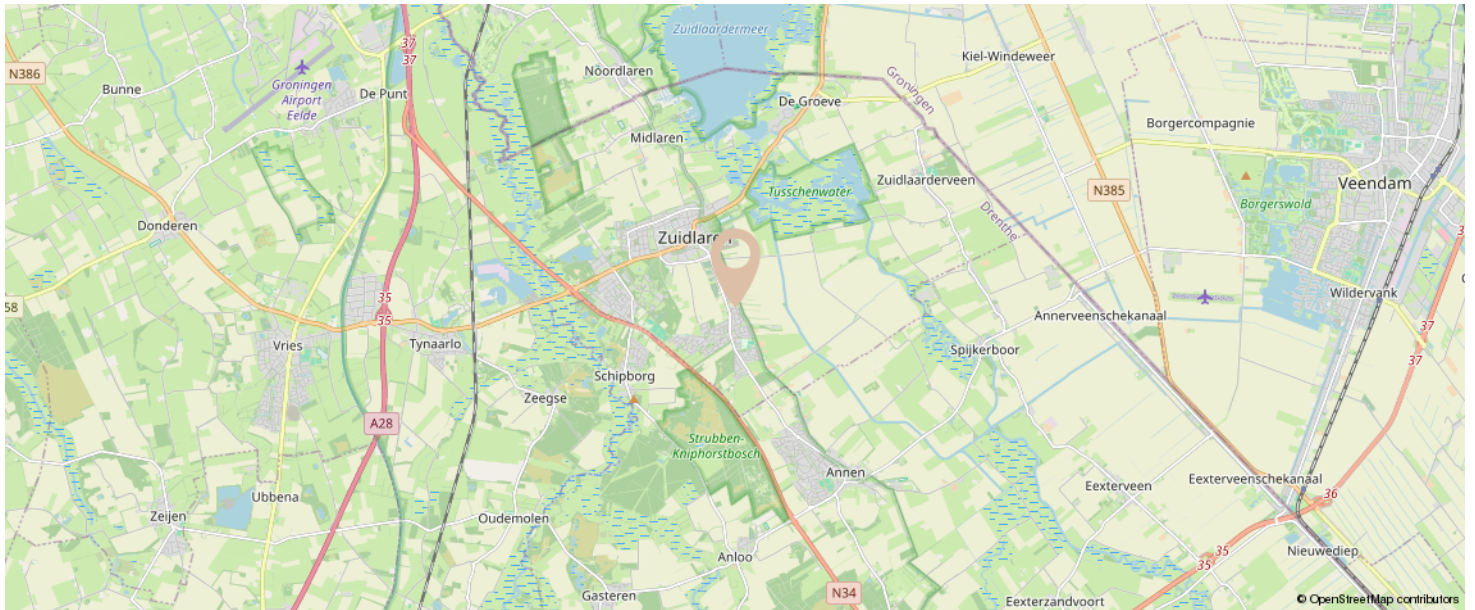 Zuidlaardermeer
37
37
N386
Bunne
Groningen
Airport
Eelde
De Punt
Noordlaren
Kiel-Windeweer
Groningen
De Groeve
Midlaren
Borgercompagnie
Tusschenwater
Zuidlaarderveen
N385
Veendam
Borgerswold
Drenthe
Donderen
Zuidlaren
58
35
35
Wildervank
Annerveenschekanaal
37
37
Vries
Tynaarlo
Spijkerboor
Schipborg
Zeegse
A28
Strubben-
Kniphorstbosch
Annen
Eexterveen
Eexterveenschekanaal
36
Ubbena
Zeijen
Oudemolen
Anloo
35
35
Nieuwediep
Gasteren
N34
Eexterzandvoort
© OpenStreetMap contributors